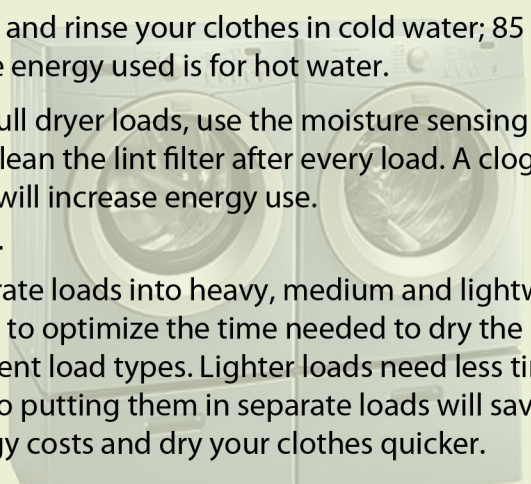 and rinse your clothes in cold water; 85
e energy used is for hot water.
ull dryer loads, use the moisture sensing
lean the lint filter after every load. A clog
will increase energy use.
.
rate loads into heavy, medium and lightw
to optimize the time needed to dry the
ent load types. Lighter loads need less ti
o putting them in separate loads will sav
gy costs and dry your clothes quicker.